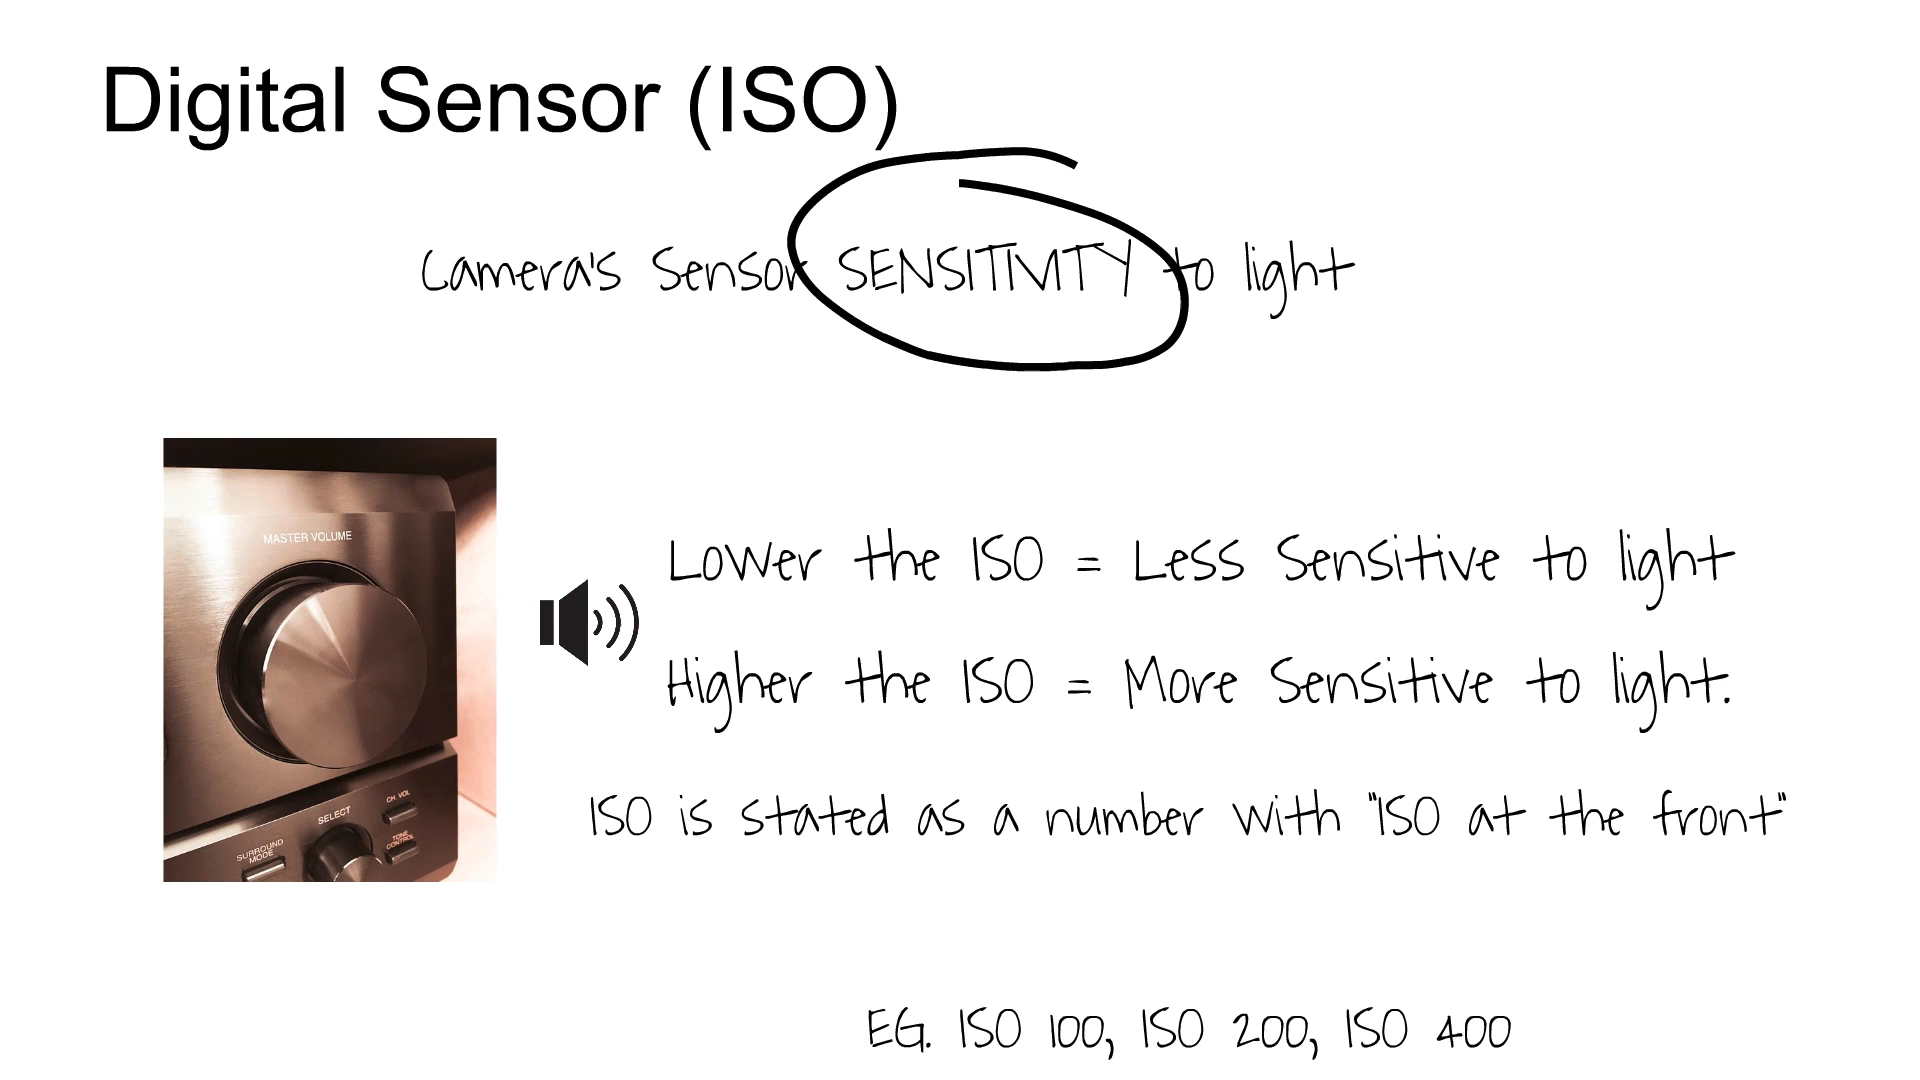 Digital Sensor (ISO)
Camera's Sensor SENSITIVITY to light
MASTER VOLUME
Lower the ISO = Less Sensitive to light
Higher the ISO = More Sensitive to light.
ISO is stated as a number with "ISO at the front"
CH. VOL
SELECT
TONE
CONTROL
SURROUND
MODE
EG. ISO 100, ISO 200, ISO 400